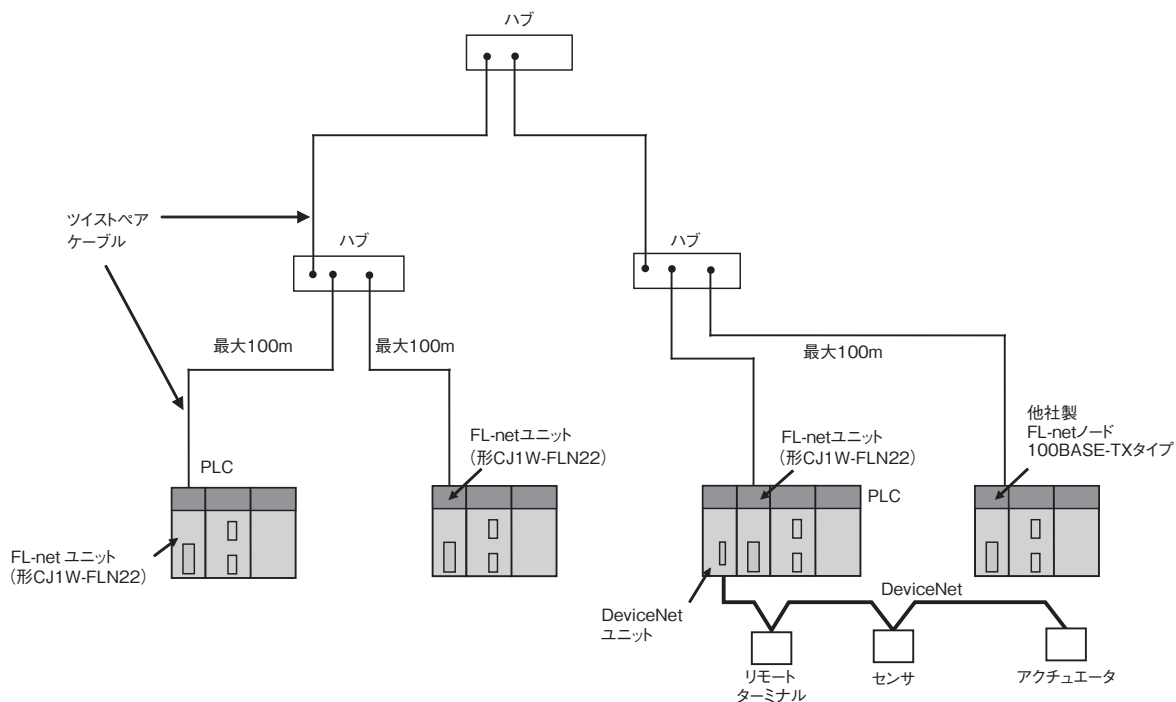 ハブ
ツイストペア
ケーブル
ハブ
ハブ
最大100m
最大100m
最大100m
PLC
FL-netユニット
(形CJ1W-FLN22)
FL-netユニット
(形CJ1W-FLN22)
他社製
FL-netノード
100BASE-TXタイプ
PLC
FL-net ユニット
(形CJ1W-FLN22)
DeviceNet
ユニット
DeviceNet
リモート
ターミナル
センサ
アクチュエータ